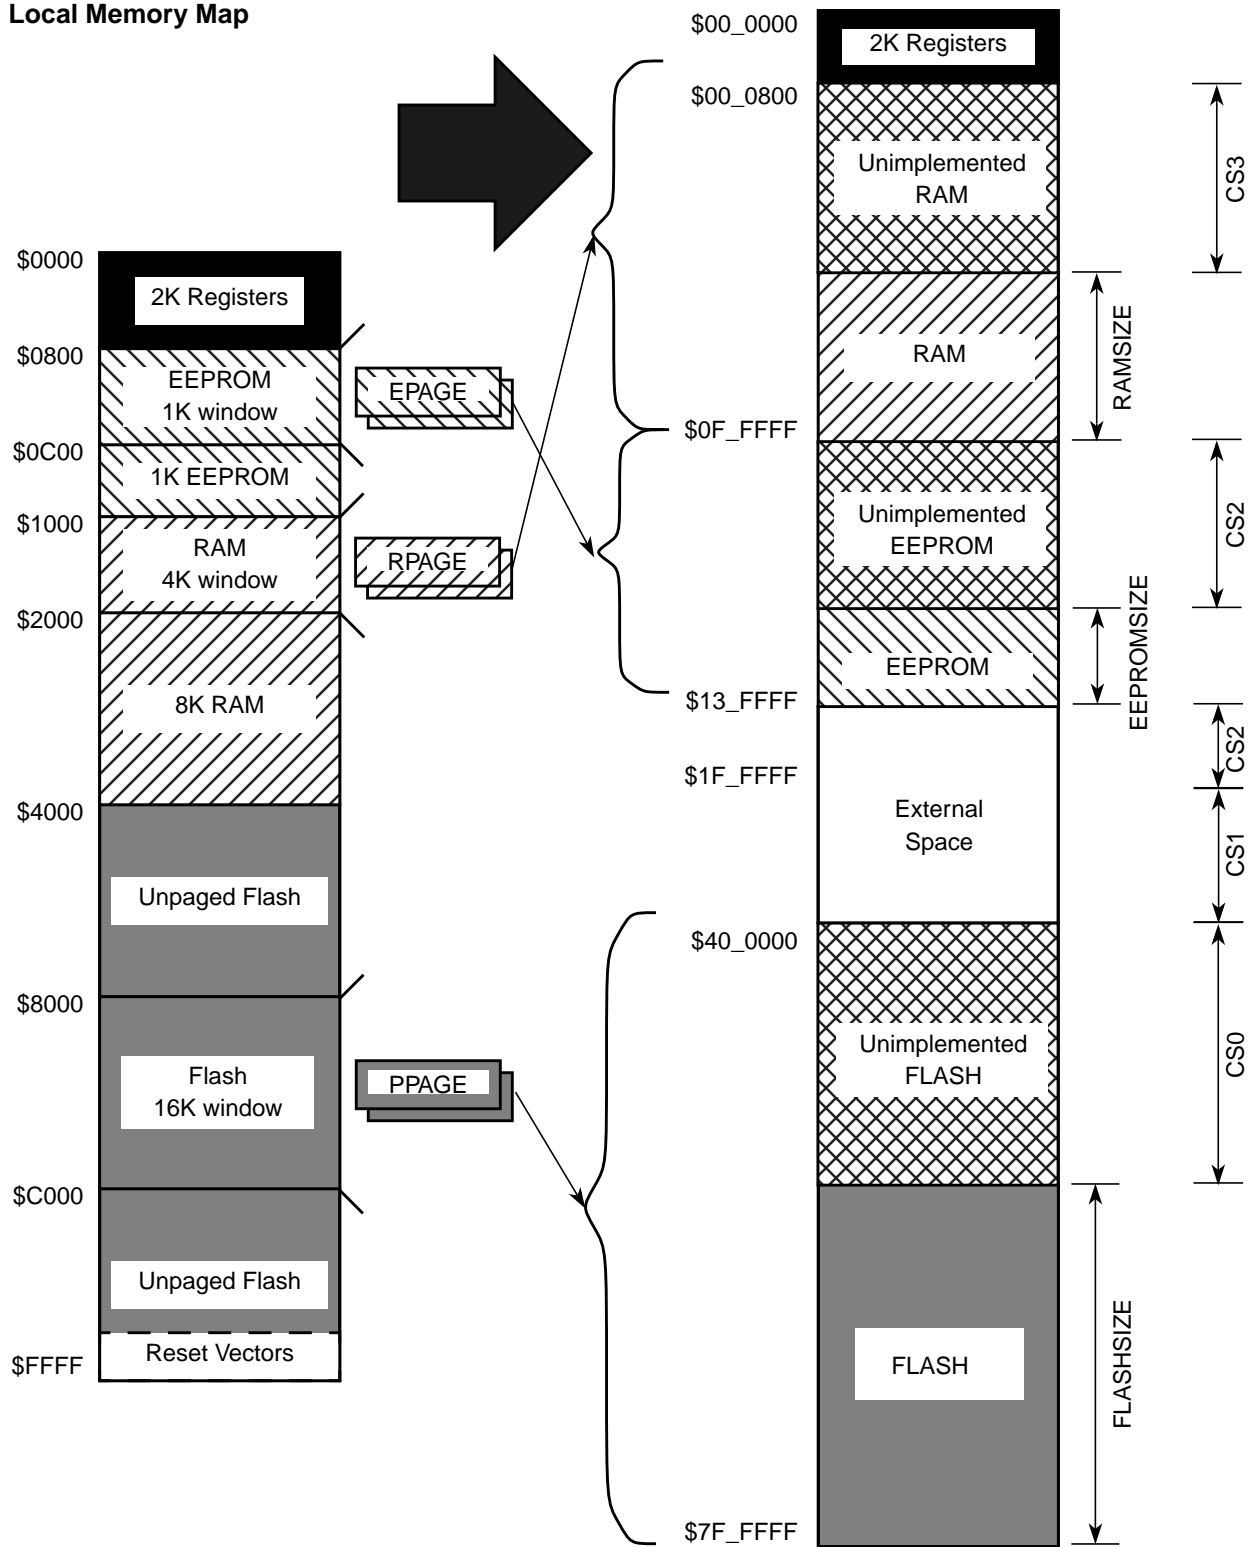 Local Memory Map
$0000
2K Registers
$0800
EEPROM
1K window
$0C00
1K EEPROM
$1000
RAM
4K window
$2000
8K RAM
$4000
Unpaged Flash
$8000
Flash
16K window
$C000
Unpaged Flash
Reset Vectors
$FFFF
EPAGE
RPAGE
PPAGE
$00_0000
2K Registers
$00_0800
Unimplemented
RAM
CS3
RAM
RAMSIZE
$0F_FFFF
Unimplemented
EEPROM
CS2
EEPROM
EEPROMSIZE
$13_FFFF
CS2
$1F_FFFF
External
Space
CS1
$40_0000
Unimplemented
FLASH
CS0
FLASH
FLASHSIZE
$7F_FFFF